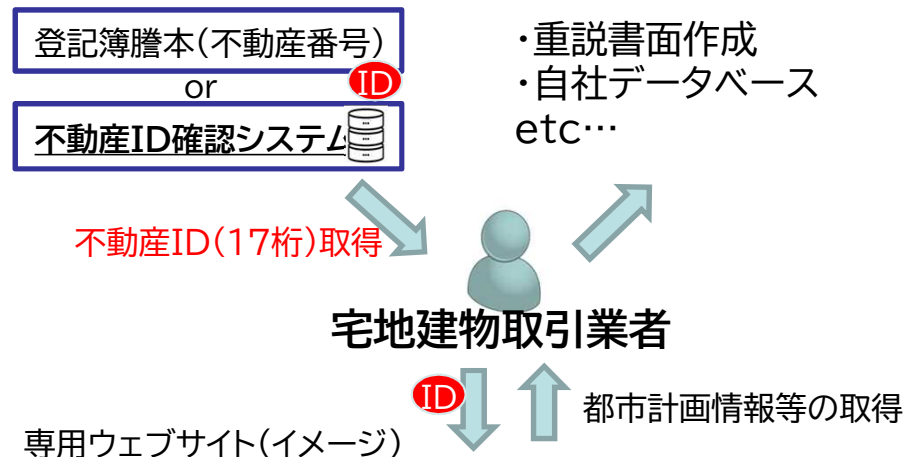 登記簿謄本(不動産番号)
or
ID
不動産ID確認システム
・重説書面作成
・自社データベース
etc…
不動産ID(17桁)取得
宅地建物取引業者
ID
都市計画情報等の取得
専用ウェブサイト(イメージ)